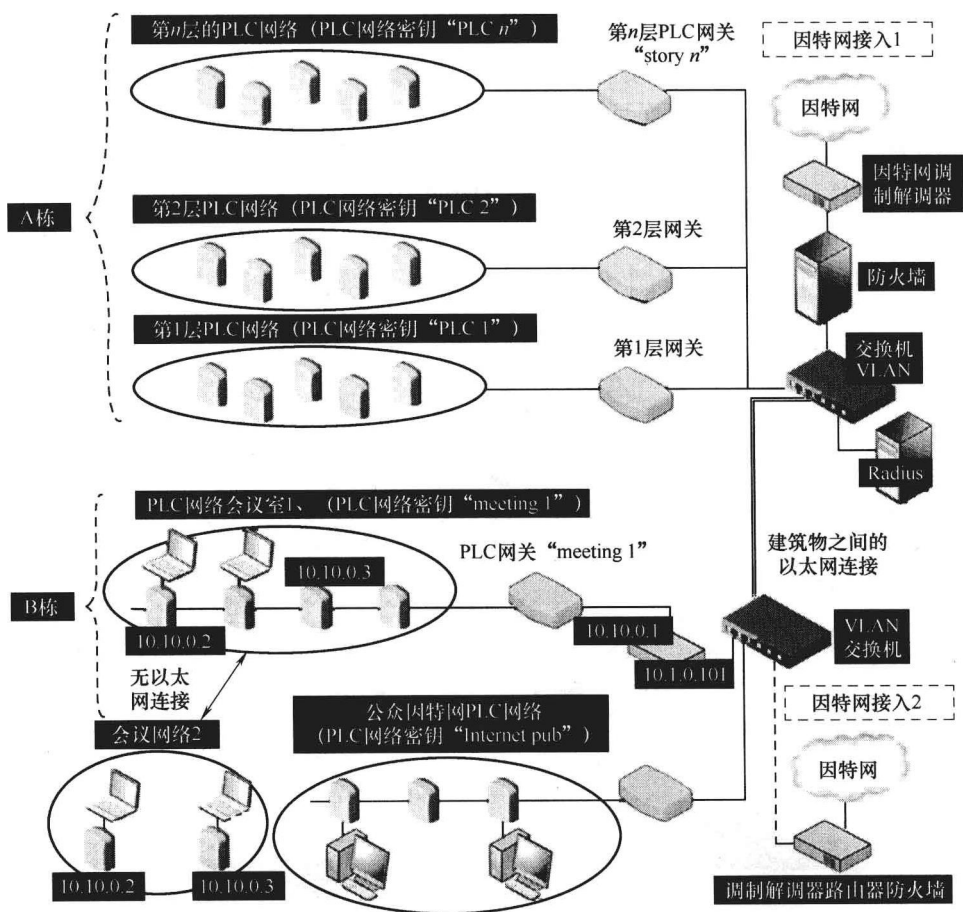 第n层的PLC网络（PLC网络密钥“PLC n”）
第n层PLC网关
“story n”
因特网接入1
因特网
因特网调
制解调器
A栋
第2层PLC网络（PLC网络密钥“PLC 2”）
第2层网关
防火墙
第1层PLC网络（PLC网络密钥“PLC 1”）
第1层网关
交换机
VLAN
Radius
PLC网络会议室1、（PLC网络密钥“meeting 1”）
PLC网关“meeting 1”
建筑物之间的
以太网连接
10.10.0.3
B栋
10.10.0.2
10.10.0.1
10.1.0.101
VLAN
交换机
无以太
网连接
会议网络2
公众因特网PLC网络
（PLC网络密钥“Internet pub”）
因特网接入2
因特网
10.10.0.2
10.10.0.3
调制解调器路由器防火墙